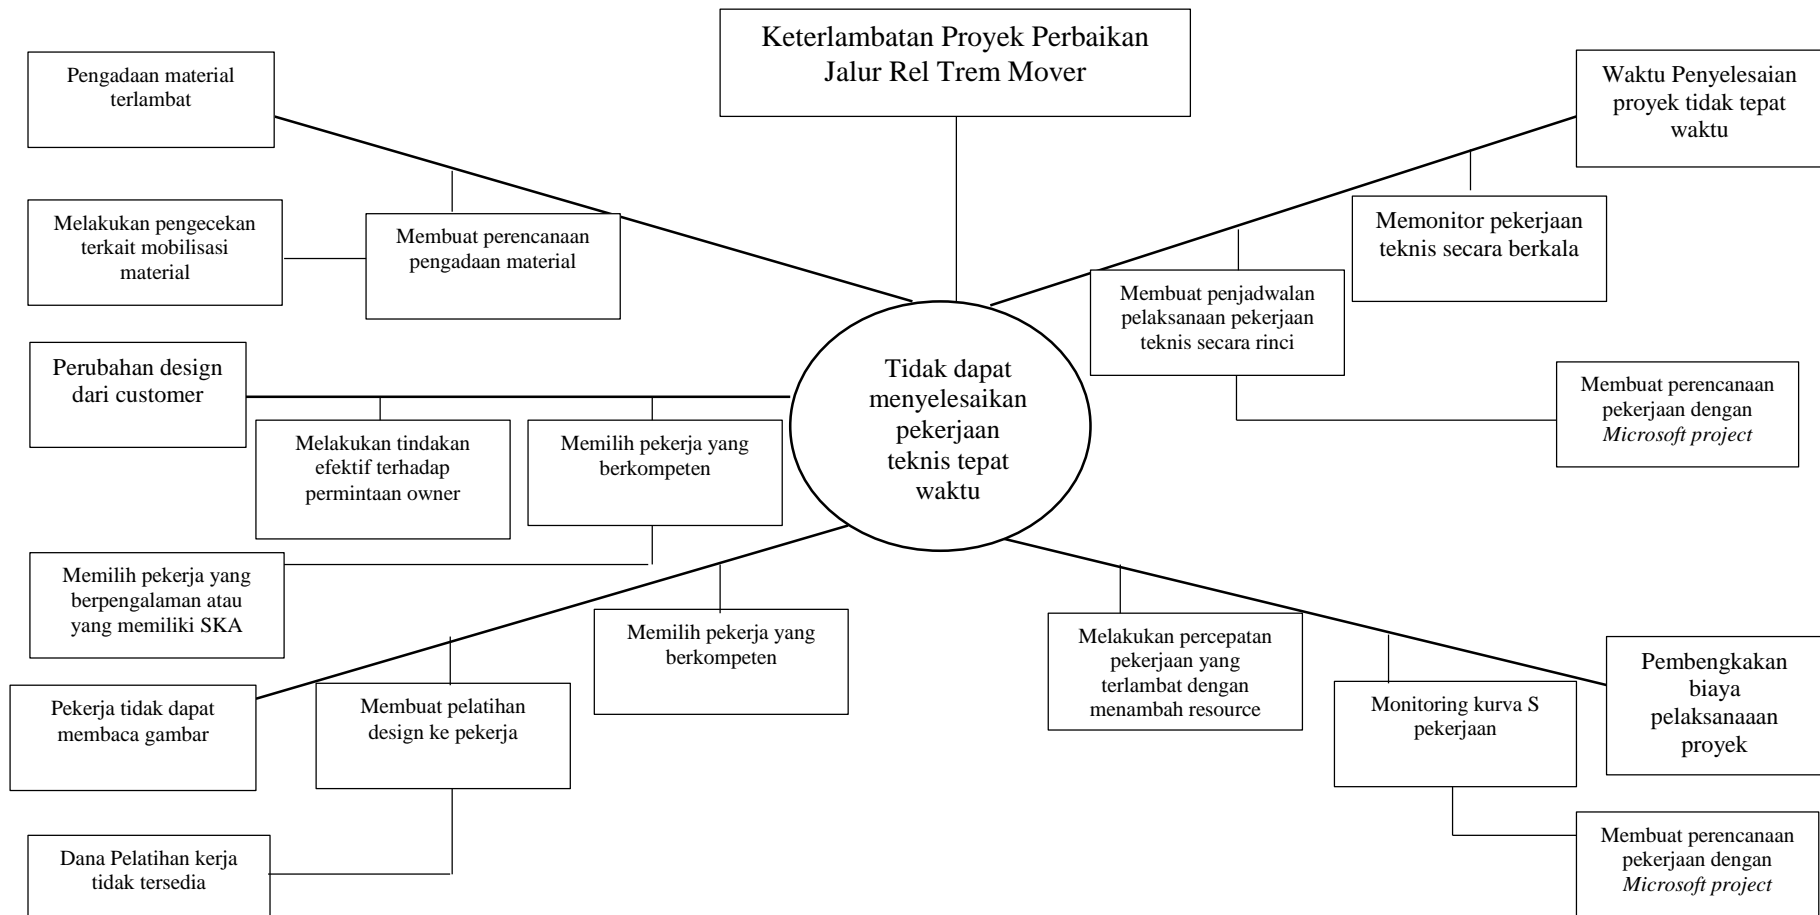 Keterlambatan Proyek Perbaikan
Jalur Rel Trem Mover
Pengadaan material
terlambat
Waktu Penyelesaian
proyek tidak tepat
waktu
Melakukan pengecekan
terkait mobilisasi
material
Membuat perencanaan
pengadaan material
Memonitor pekerjaan
teknis secara berkala
Membuat penjadwalan
pelaksanaan pekerjaan
teknis secara rinci
Perubahan design
dari customer
Tidak dapat
menyelesaikan
pekerjaan
teknis tepat
waktu
Membuat perencanaan
pekerjaan dengan
Microsoft project
Melakukan tindakan
efektif terhadap
permintaan owner
Memilih pekerja yang
berkompeten
Memilih pekerja yang
berpengalaman atau
yang memiliki SKA
Memilih pekerja yang
berkompeten
Melakukan percepatan
pekerjaan yang
terlambat dengan
menambah resource
Pembengkakan
biaya
pelaksanaaan
proyek
Pekerja tidak dapat
membaca gambar
Membuat pelatihan
design ke pekerja
Monitoring kurva S
pekerjaan
Dana Pelatihan kerja
tidak tersedia
Membuat perencanaan
pekerjaan dengan
Microsoft project